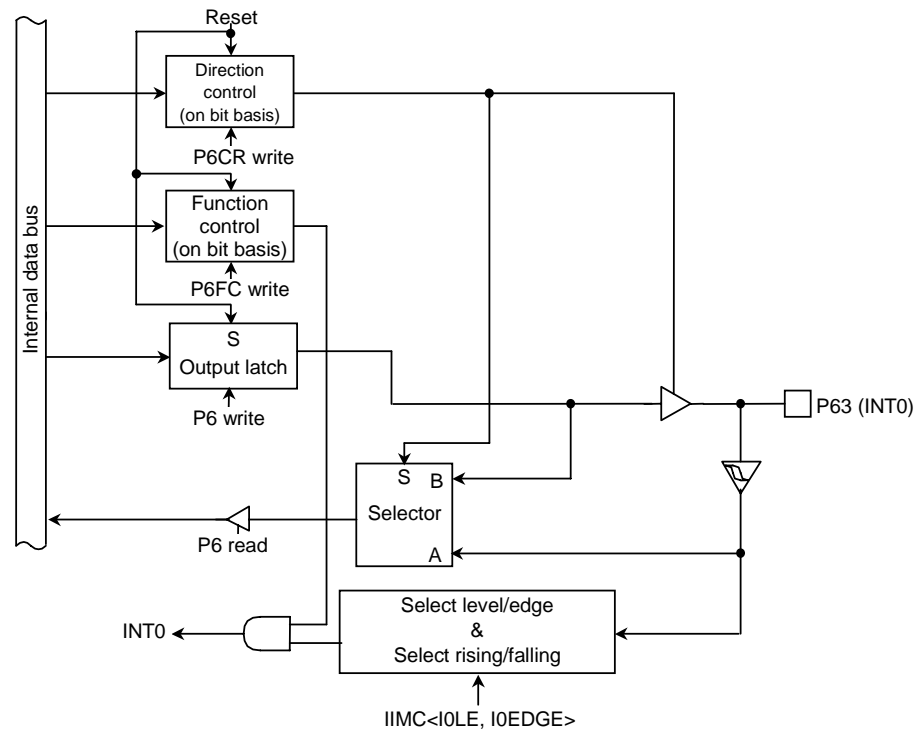 Reset
Internal data bus
Direction
control
(on bit basis)
P6CR write
Function
control
(on bit basis)
P6FC write
S
Output latch
P6 write
P63 (INT0)
S
B
Selector
A
P6 read
Select level/edge
&
Select rising/falling
INT0
IIMC<I0LE, I0EDGE>